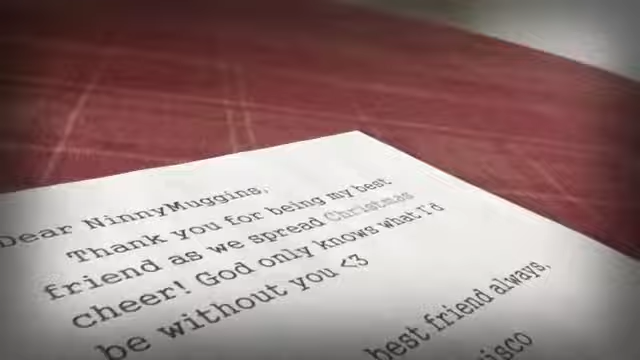 Dear NinnyMuggins,
Thank you for being my best
friend as we spread Christmas
cheer! God only knows what I'd
be without you <3
best friend always,